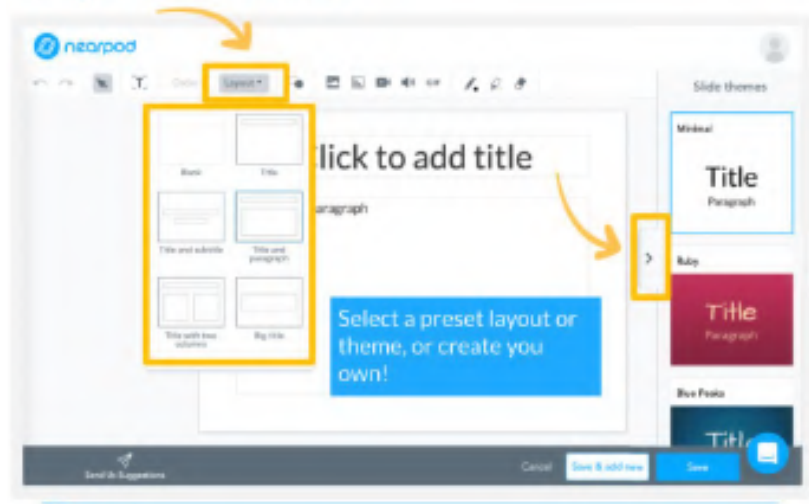 nearpod
Layout
Slide themes
Minimal
Title
Paragraph
Blank
Title
Click to add title
Title and subtitle
Title and paragraph
paragraph
Ruby
Title
Paragraph
Title with two columns
Big title
Select a preset layout or
theme, or create you
own!
Blue Peaks
Title
Send Us Suggestions
Cancel
Save & add new
Save